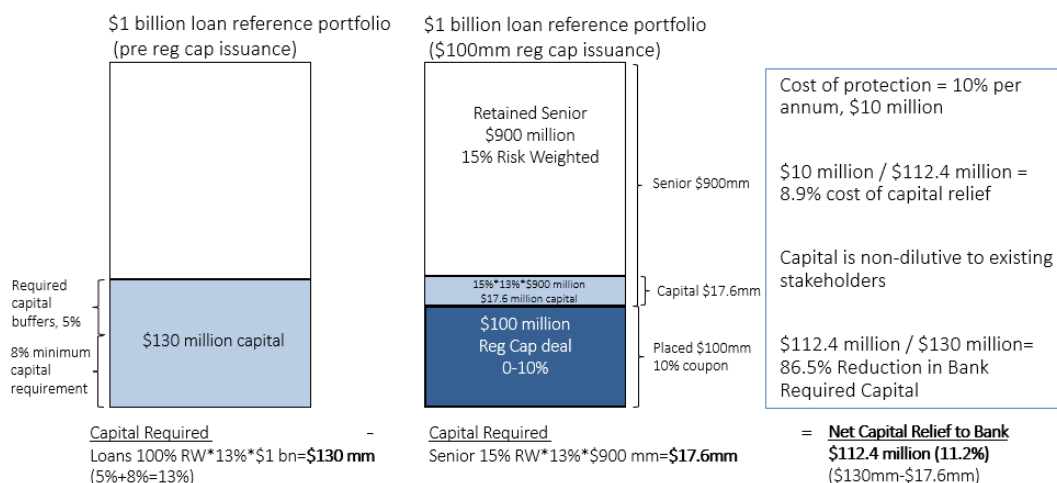 $1 billion loan reference portfolio
(pre reg cap issuance)
$1 billion loan reference portfolio
($100mm reg cap issuance)
Required
capital
buffers, 5%
8% minimum
capital
requirement
$130 million capital
Retained Senior
$900 million
15% Risk Weighted
15%*13%*$900 million
$17.6 million capital
$100 million
Reg Cap deal
0-10%
Senior $900mm
Capital $17.6mm
Placed $100mm
10% coupon
Cost of protection = 10% per
annum, $10 million
$10 million / $112.4 million =
8.9% cost of capital relief
Capital is non-dilutive to existing
stakeholders
$112.4 million / $130 million=
86.5% Reduction in Bank
Required Capital
Capital Required
Loans 100% RW*13%*$1 bn=$130 mm
(5%+8%=13%)
–
Capital Required
Senior 15% RW*13%*$900 mm=$17.6mm
= Net Capital Relief to Bank
$112.4 million (11.2%)
($130mm-$17.6mm)